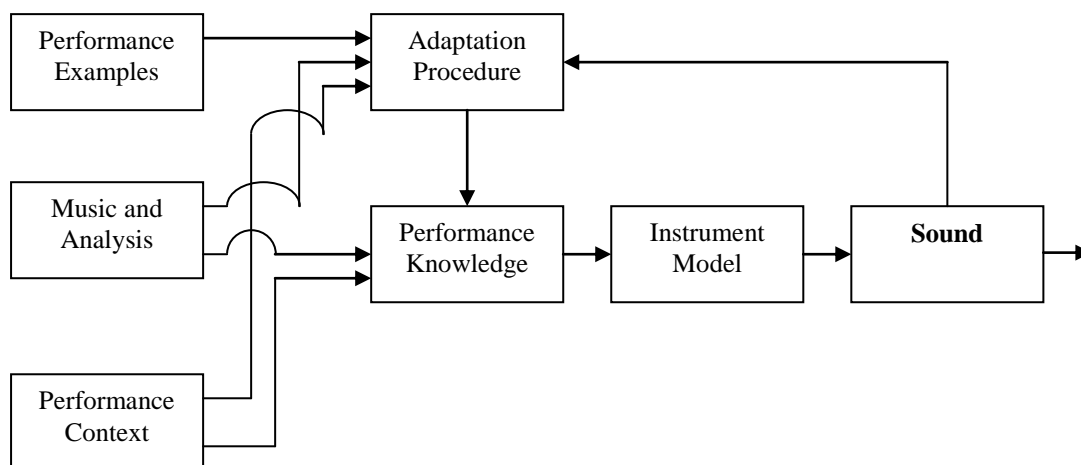 Performance
Examples
Adaptation
Procedure
Music and
Analysis
Performance
Knowledge
Instrument
Model
Sound
Performance
Context